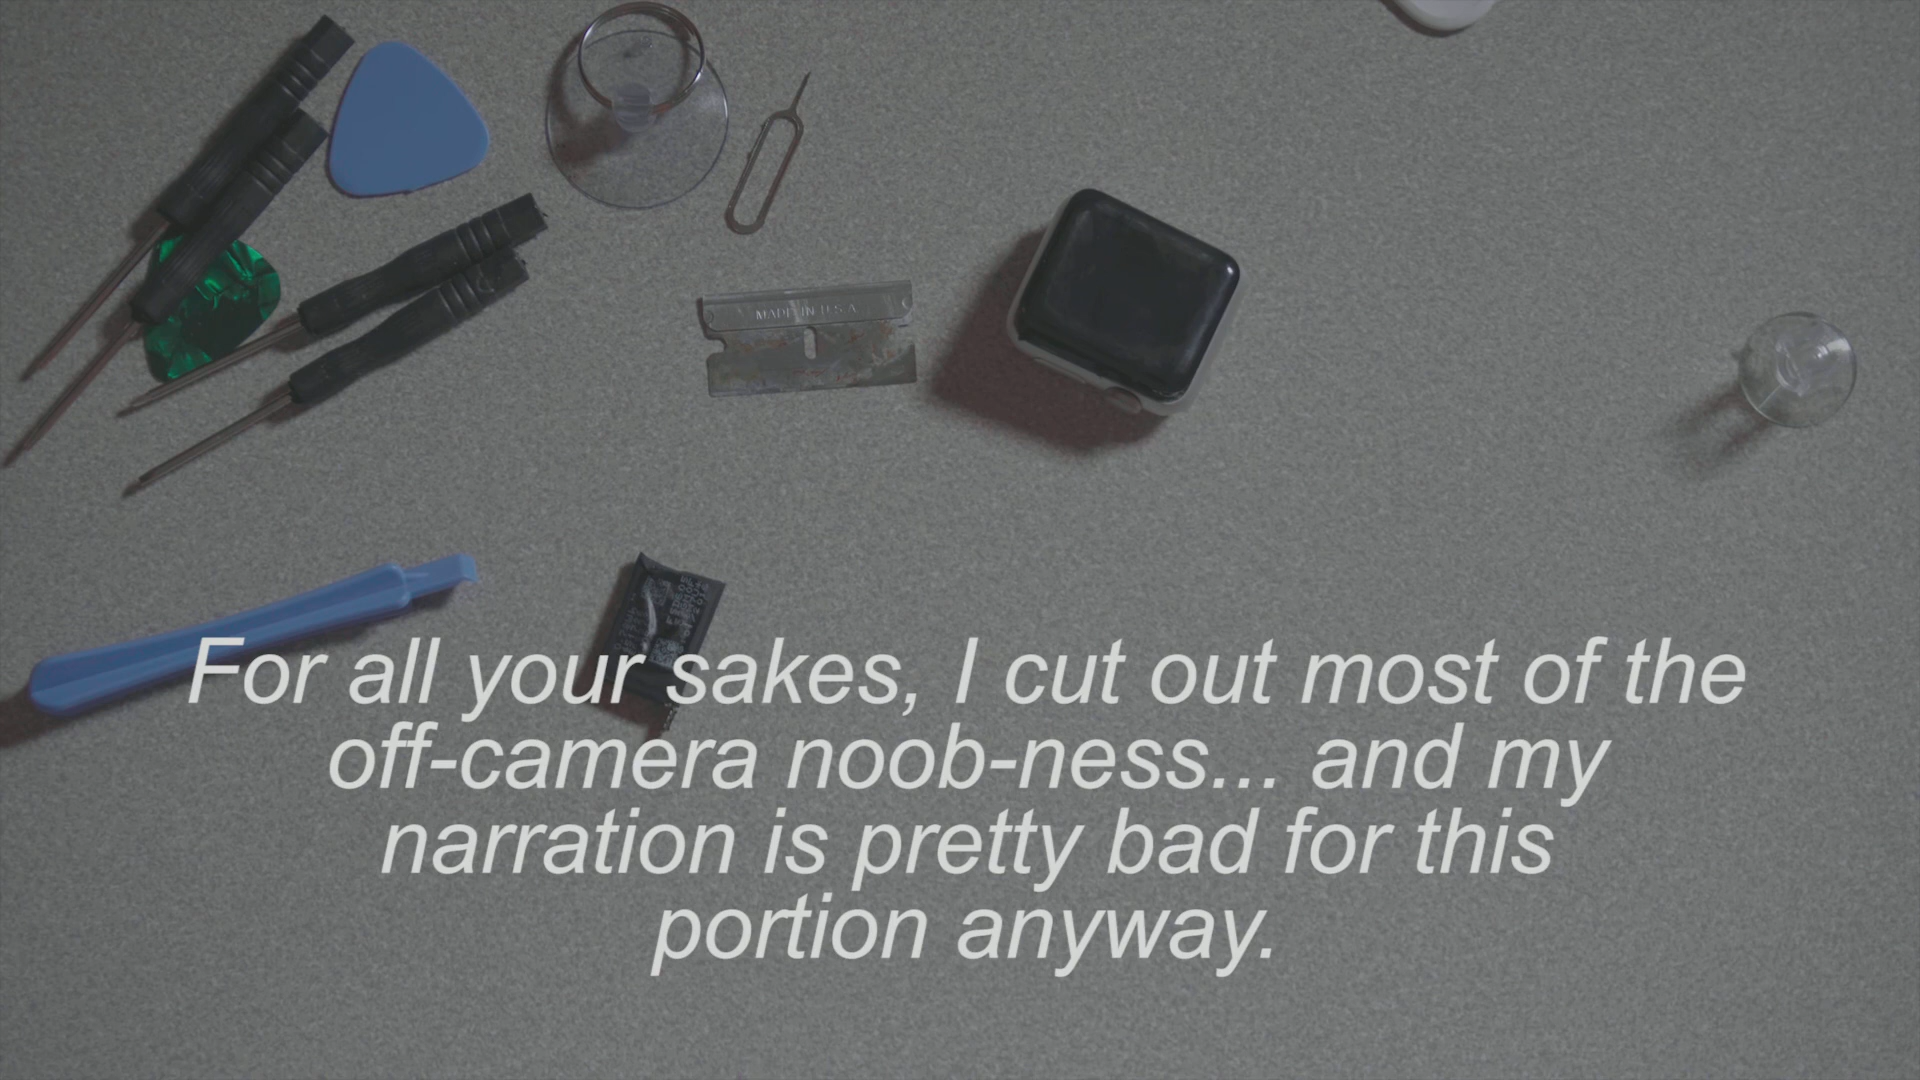 MADE IN U.S.A
For all your sakes, I cut out most of the
off-camera noob-ness... and my
narration is pretty bad for this
portion anyway.